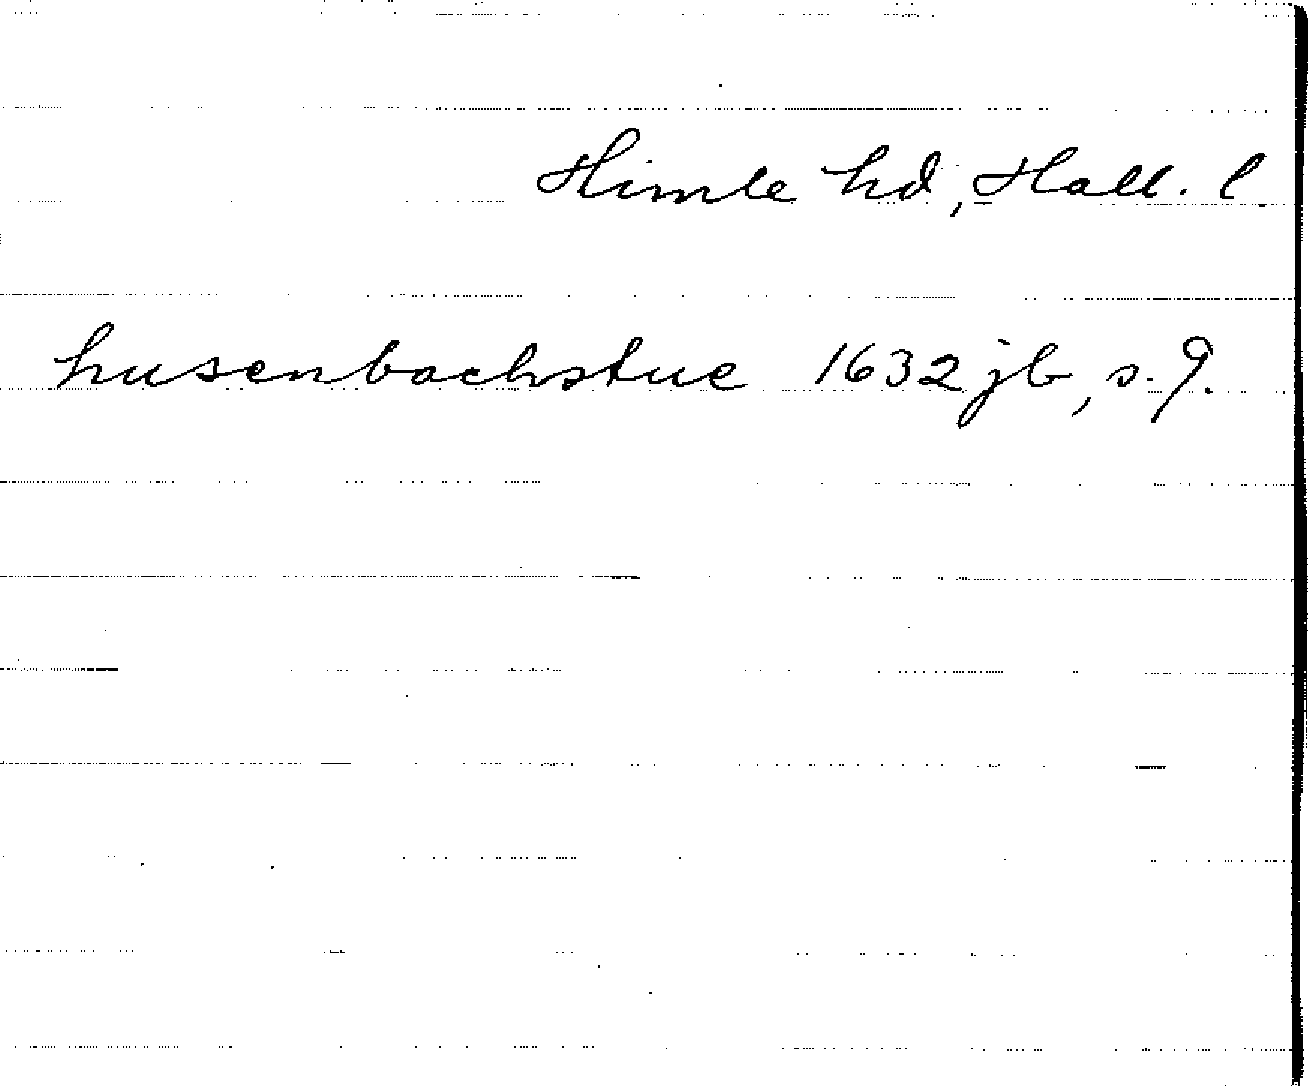 Himle hd, Hall. l.
husenbachstue 1632 jb, s. 9.